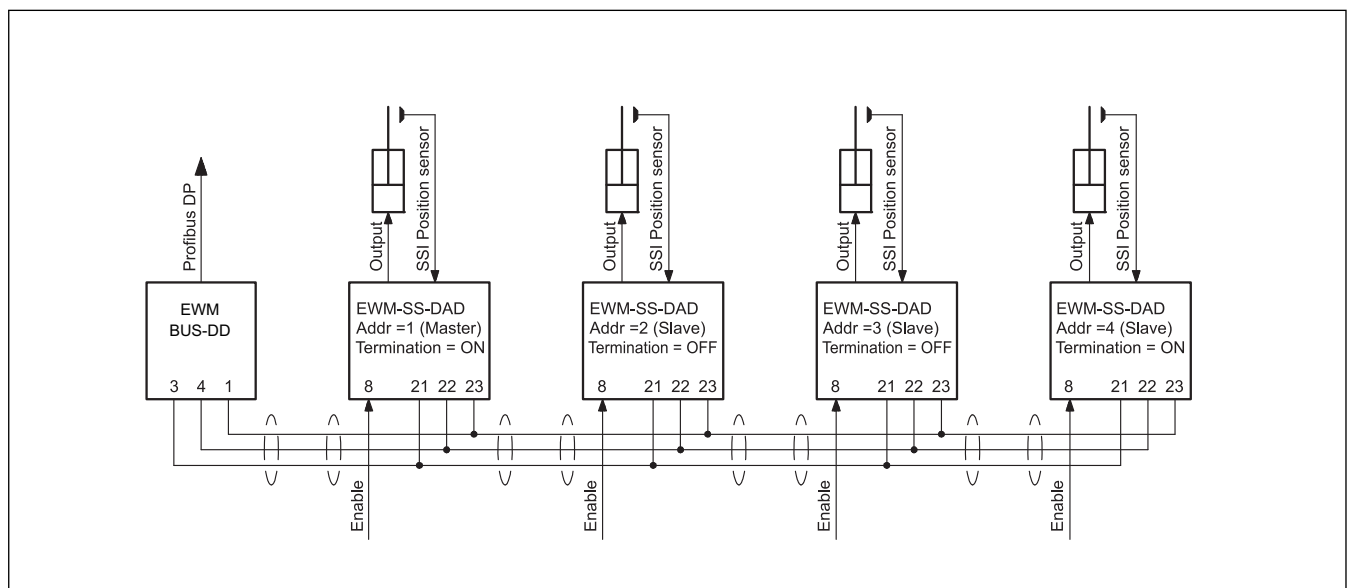 Profibus DP
EWM
BUS-DD
3 4 1
Output
SSI Position sensor
EWM-SS-DAD
Addr =1 (Master)
Termination = ON
8 21 22 23
Enable
Output
SSI Position sensor
EWM-SS-DAD
Addr =2 (Slave)
Termination = OFF
8 21 22 23
Enable
Output
SSI Position sensor
EWM-SS-DAD
Addr =3 (Slave)
Termination = OFF
8 21 22 23
Enable
Output
SSI Position sensor
EWM-SS-DAD
Addr =4 (Slave)
Termination = ON
8 21 22 23
Enable